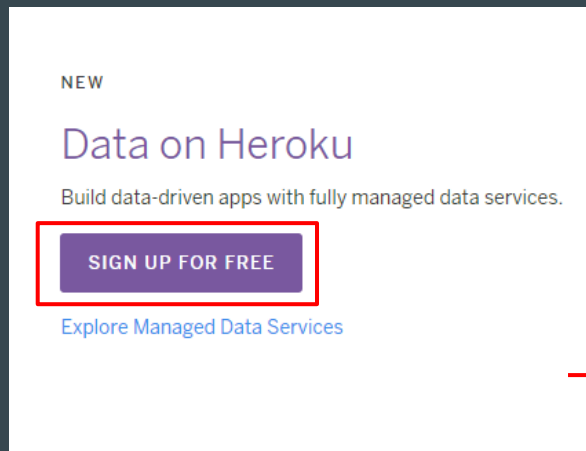 NEW
Data on Heroku
Build data-driven apps with fully managed data services.
SIGN UP FOR FREE
Explore Managed Data Services